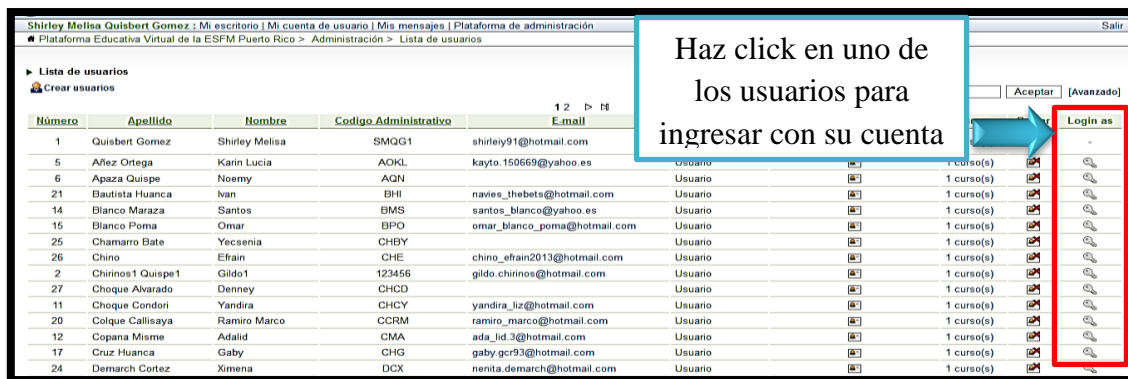 Shirley Melisa Quisbert Gomez : Mi escritorio | Mi cuenta de usuario | Mis mensajes | Plataforma de administración Salir
Plataforma Educativa Virtual de la ESFM Puerto Rico > Administración > Lista de usuarios
Haz click en uno de
los usuarios para
ingresar con su cuenta
Lista de usuarios
Crear usuarios Aceptar [Avanzado]
1 2
Número Apellido Nombre Codigo Administrativo E-mail Login as
1 Quisbert Gomez Shirley Melisa SMQG1 shirleiy91@hotmail.com -
5 Añez Ortega Karin Lucia AOKL kayto.150669@yahoo.es Usuario 1 curso(s)
6 Apaza Quispe Noemy AQN Usuario 1 curso(s)
21 Bautista Huanca Ivan BHI navies_thebets@hotmail.com Usuario 1 curso(s)
14 Blanco Maraza Santos BMS santos_blanco@yahoo.es Usuario 1 curso(s)
15 Blanco Poma Omar BPO omar_blanco_poma@hotmail.com Usuario 1 curso(s)
25 Chamarro Bate Yecsenia CHBY Usuario 1 curso(s)
26 Chino Efrain CHE chino_efrain2013@hotmail.com Usuario 1 curso(s)
2 Chirinos1 Quispe1 Gildo1 123456 gildo.chirinos@hotmail.com Usuario 1 curso(s)
27 Choque Alvarado Denney CHCD Usuario 1 curso(s)
11 Choque Condori Yandira CHCY yandira_liz@hotmail.com Usuario 1 curso(s)
20 Colque Callisaya Ramiro Marco CCRM ramiro_marco@hotmail.com Usuario 1 curso(s)
12 Copana Misme Adalid CMA ada_lid.3@hotmail.com Usuario 1 curso(s)
17 Cruz Huanca Gaby CHG gaby.gcr93@hotmail.com Usuario 1 curso(s)
24 Demarch Cortez Ximena DCX nenita.demarch@hotmail.com Usuario 1 curso(s)